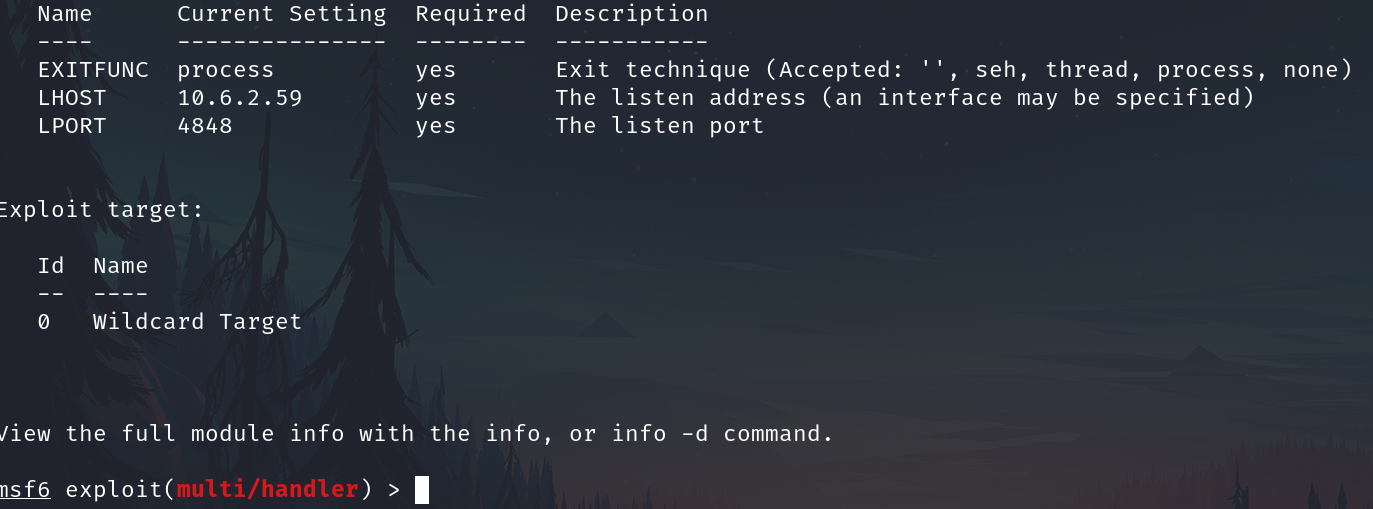 Name Current Setting Required Description
---- --------------- -------- -----------
EXITFUNC process yes Exit technique (Accepted: '', seh, thread, process, none)
LHOST 10.6.2.59 yes The listen address (an interface may be specified)
LPORT 4848 yes The listen port
Exploit target:
Id Name
-- ----
0 Wildcard Target
View the full module info with the info, or info -d command.
msf6 exploit(multi/handler) >